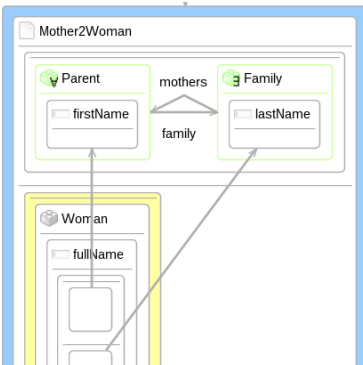 Mother2Woman
Parent
mothers
Family
firstName
lastName
family
Woman
fullName